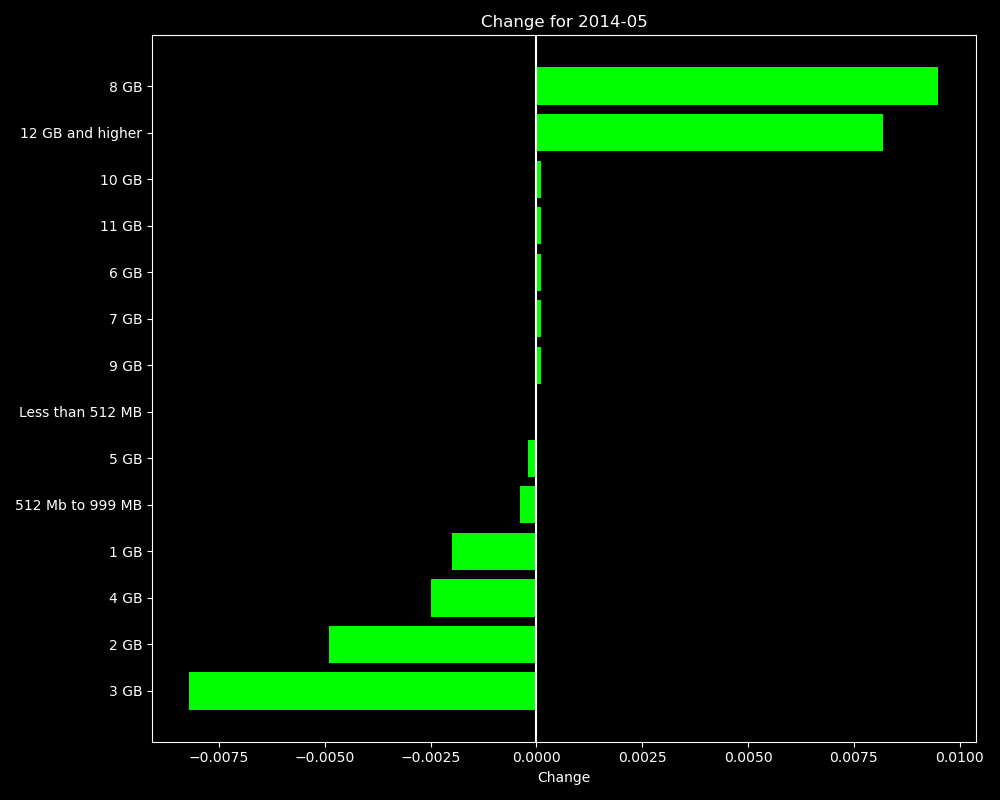 Change for 2014-05
8 GB
12 GB and higher
10 GB
11 GB
6 GB
7 GB
9 GB
Less than 512 MB
5 GB
512 Mb to 999 MB
1 GB
4 GB
2 GB
3 GB
−0.0075 −0.0050 −0.0025 0.0000 0.0025 0.0050 0.0075 0.0100
Change